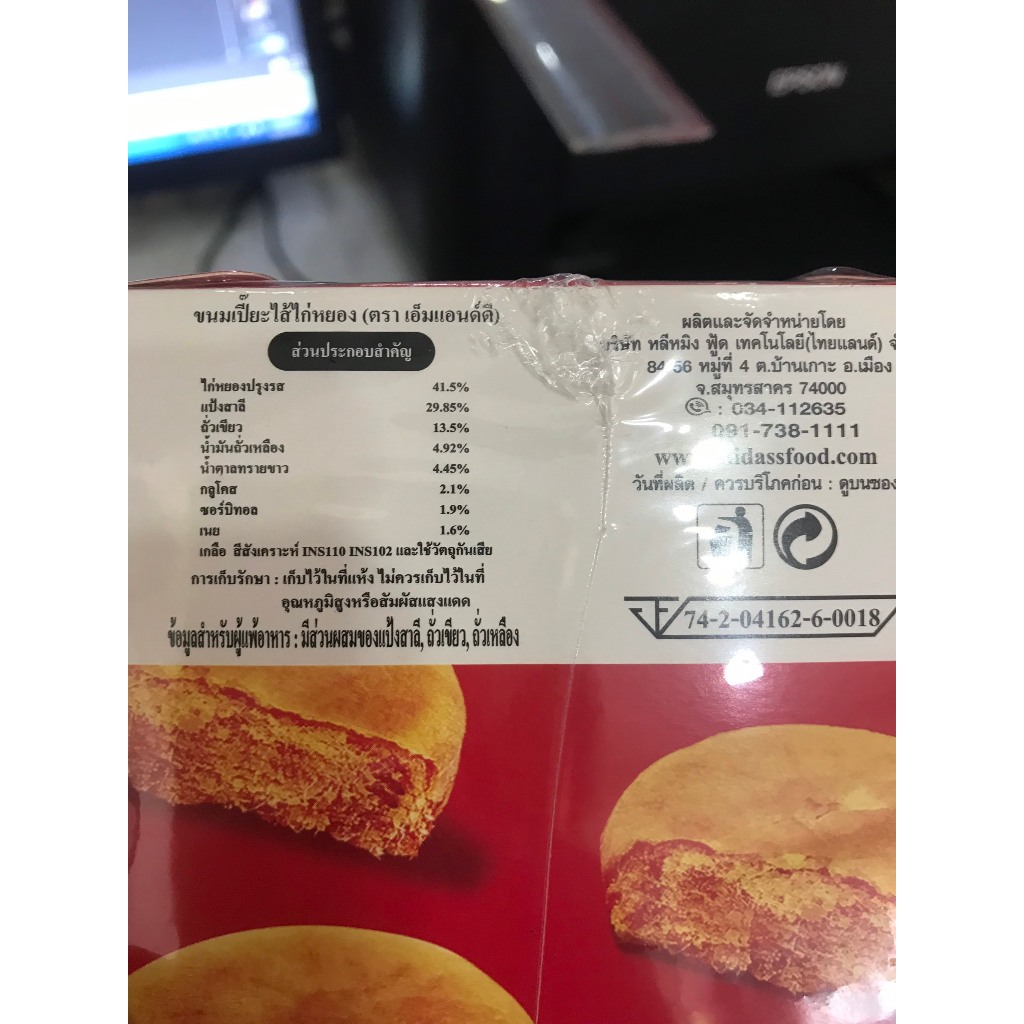 EPSON
ขนมเปี๊ยะไส้ไก่หยอง (ตรา เอ็มแอนด์ดี)
ส่วนประกอบสำคัญ
ไก่หยองปรุงรส 41.5%
แป้งสาลี 29.85%
ถั่วเขียว 13.5%
น้ำมันถั่วเหลือง 4.92%
น้ำตาลทรายขาว 4.45%
กลูโคส 2.1%
ซอร์บิทอล 1.9%
เนย 1.6%
เกลือ สีสังเคราะห์ INS110 INS102 และใช้วัตถุกันเสีย
การเก็บรักษา : เก็บไว้ในที่แห้ง ไม่ควรเก็บไว้ในที่
อุณหภูมิสูงหรือสัมผัสแสงแดด
ข้อมูลสำหรับผู้แพ้อาหาร : มีส่วนผสมของแป้งสาลี, ถั่วเขียว, ถั่วเหลือง
ผลิตและจัดจำหน่ายโดย
บริษัท หลีหมิง ฟู้ด เทคโนโลยี(ไทยแลนด์)
หมู่ที่ 4 ต.บ้านเกาะ อ.เมือง
จ.สมุทรสาคร 74000
: 034-112635
091-738-1111
วันที่ผลิต / ควรบริโภคก่อน : ดูบนซอง
74-2-04162-6-0018